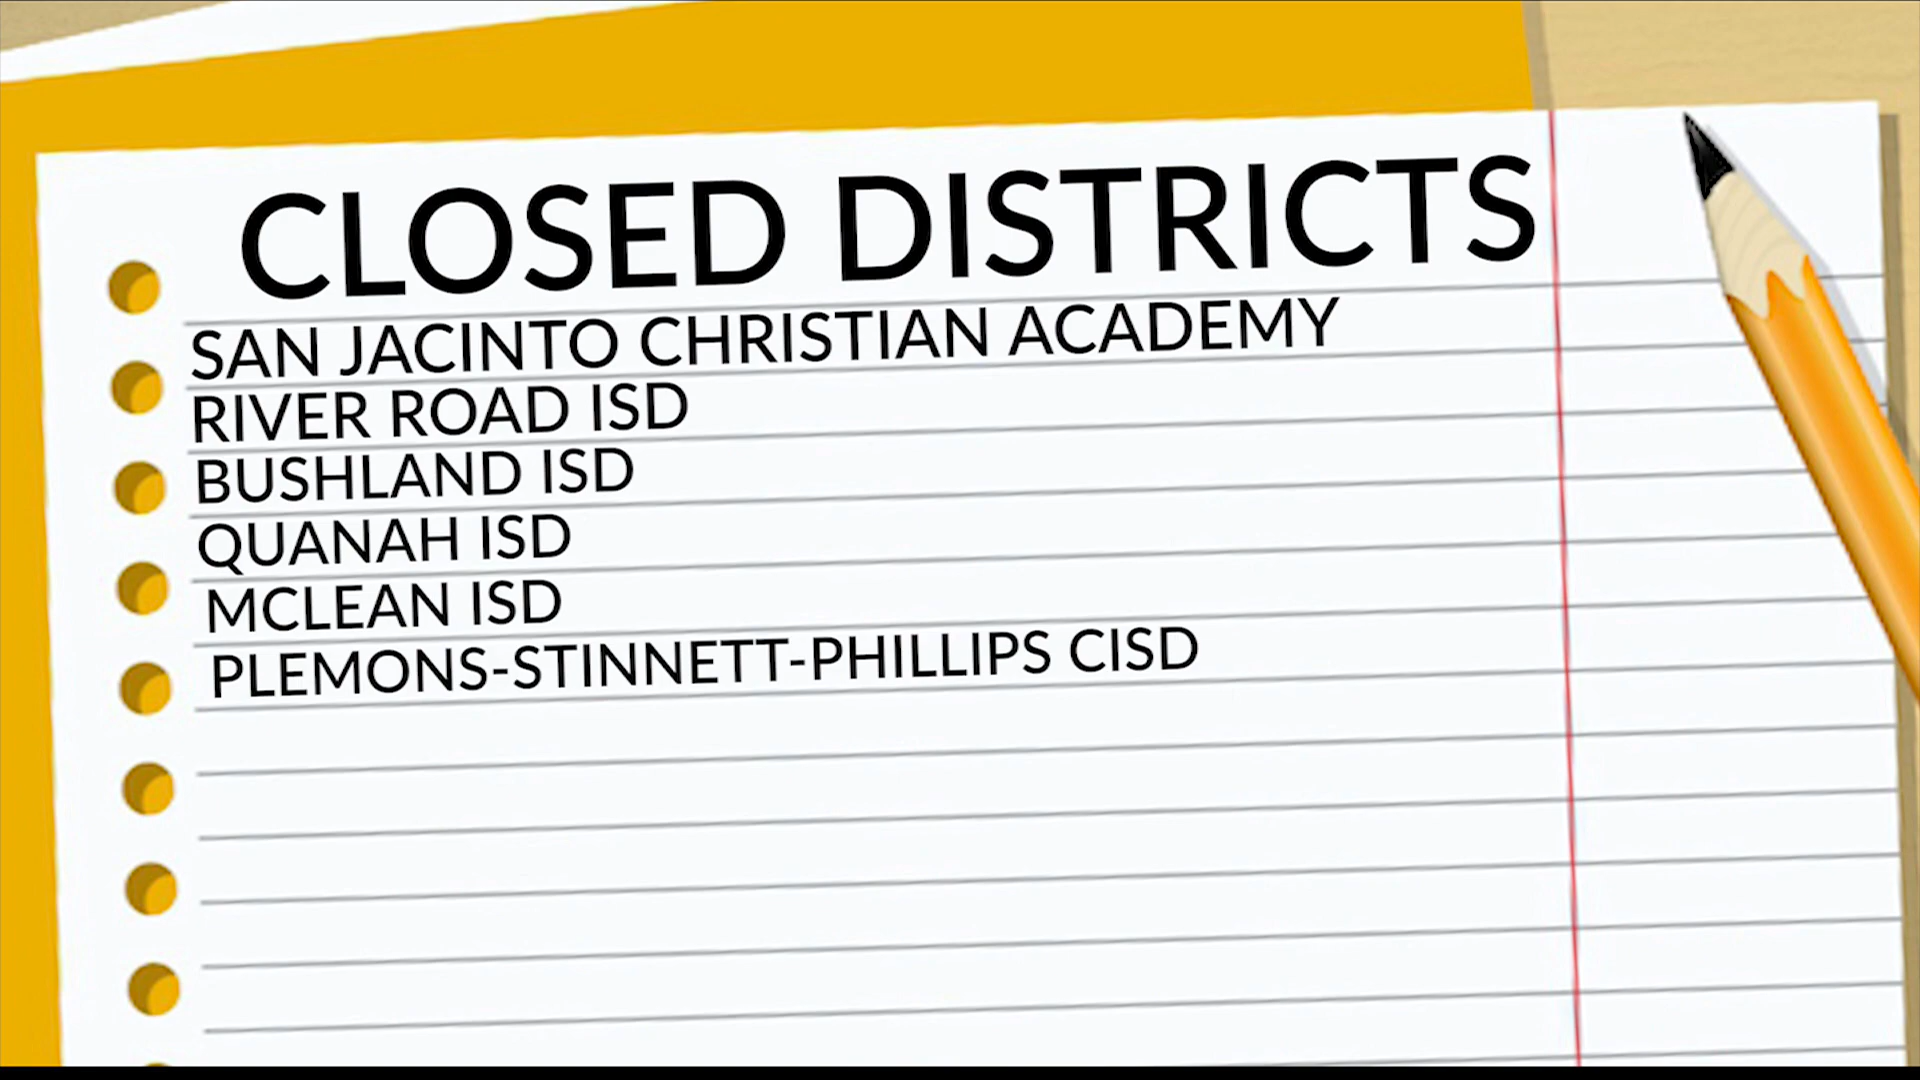 CLOSED DISTRICTS
SAN JACINTO CHRISTIAN ACADEMY
RIVER ROAD ISD
BUSHLAND ISD
QUANAH ISD
MCLEAN ISD
PLEMONS-STINNETT-PHILLIPS CISD